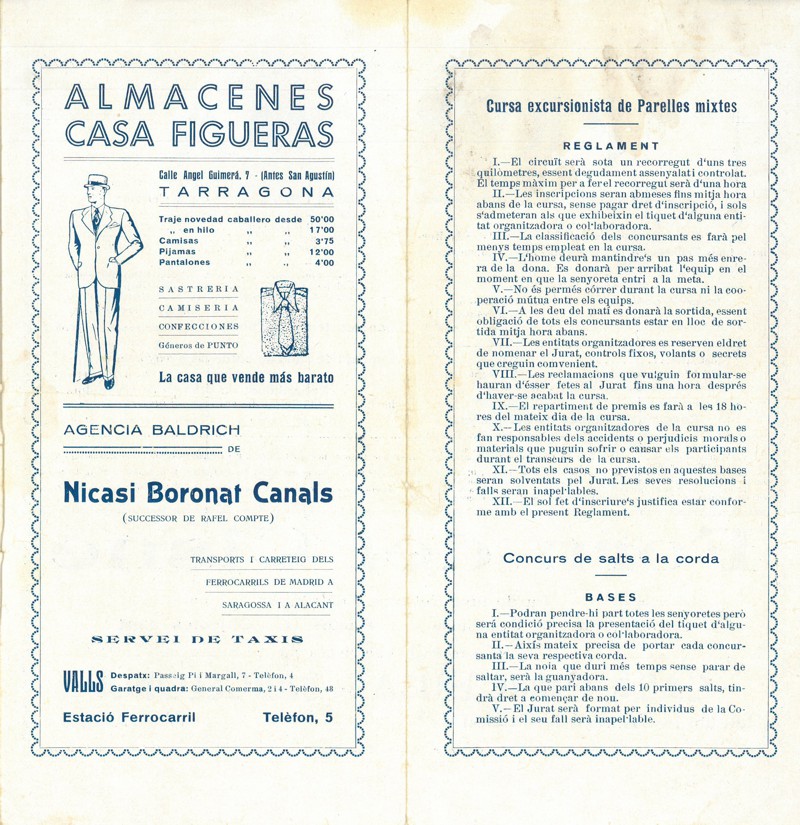 ALMACENES
CASA FIGUERAS
Calle Angel Guimerá, 7 - (Antes San Agustín)
TARRAGONA
Traje novedad caballero desde 50'00
„ en hilo „ „ 17'00
Camisas „ „ 3'75
Pijamas „ „ 12'00
Pantalones „ „ 4'00
SASTRERIA
CAMISERIA
CONFECCIONES
Géneros de PUNTO
La casa que vende más barato
AGENCIA BALDRICH
DE
Nicasi Boronat Canals
(SUCCESSOR DE RAFEL COMPTE)
TRANSPORTS I CARRETEIG DELS
FERROCARRILS DE MADRID A
SARAGOSSA I A ALACANT
SERVEI DE TAXIS
VALLS
Despatx: Passeig Pi i Margall, 7 - Telèfon, 4
Garatge i quadra: General Comerma, 2 i 4 - Telèfon, 48
Estació Ferrocarril Telèfon, 5
Cursa excursionista de Parelles mixtes
REGLAMENT
I.—El circuït serà sota un recorregut d'uns tres
quilòmetres, essent degudament assenyalat i controlat.
El temps màxim per a fer el recorregut serà d'una hora
II.—Les inscripcions seran abmeses fins mitja hora
abans de la cursa, sense pagar dret d'inscripció, i sols
s'admeteran als que exhibeixin el tiquet d'alguna enti-
tat organitzadora o col'laboradora.
III.—La classificació dels concursants es farà pel
menys temps empleat en la cursa.
IV.—L'home deurà mantindre's un pas més enre-
ra de la dona. Es donarà per arribat l'equip en el
moment en que la senyoreta entri a la meta.
V.—No és permés córrer durant la cursa ni la coo-
peració mútua entre els equips.
VI.—A les deu del matí es donarà la sortida, essent
obligació de tots els concursants estar en lloc de sor-
tida mitja hora abans.
VII.—Les entitats organitzadores es reserven el dret
de nomenar el Jurat, controls fixos, volants o secrets
que creguin convenient.
VIII.—Les reclamacions que vulguin formular-se
hauran d'ésser fetes al Jurat fins una hora després
d'haver-se acabat la cursa.
IX.—El repartiment de premis es farà a les 18 ho-
res del mateix dia de la cursa.
X.—Les entitats organitzadores de la cursa no es
fan responsables dels accidents o perjudicis morals o
materials que puguin sofrir o causar els participants
durant el transcurs de la cursa.
XI.—Tots els casos no previstos en aquestes bases
seran solventats pel Jurat. Les seves resolucions i
falls seran inapel'lables.
XII.—El sol fet d'inscriure's justifica estar confor-
me amb el present Reglament.
Concurs de salts a la corda
BASES
I.—Podran pendre-hi part totes les senyoretes però
serà condició precisa la presentació del tiquet d'algu-
na entitat organitzadora o col'laboradora.
II.—Aixís mateix precisa de portar cada concur-
santa la seva respectiva corda.
III.—La noia que duri més temps sense parar de
saltar, serà la guanyadora.
IV.—La que pari abans dels 10 primers salts, tin-
drà dret a començar de nou.
V.—El Jurat serà format per individus de la Co-
missió i el seu fall serà inapel'lable.